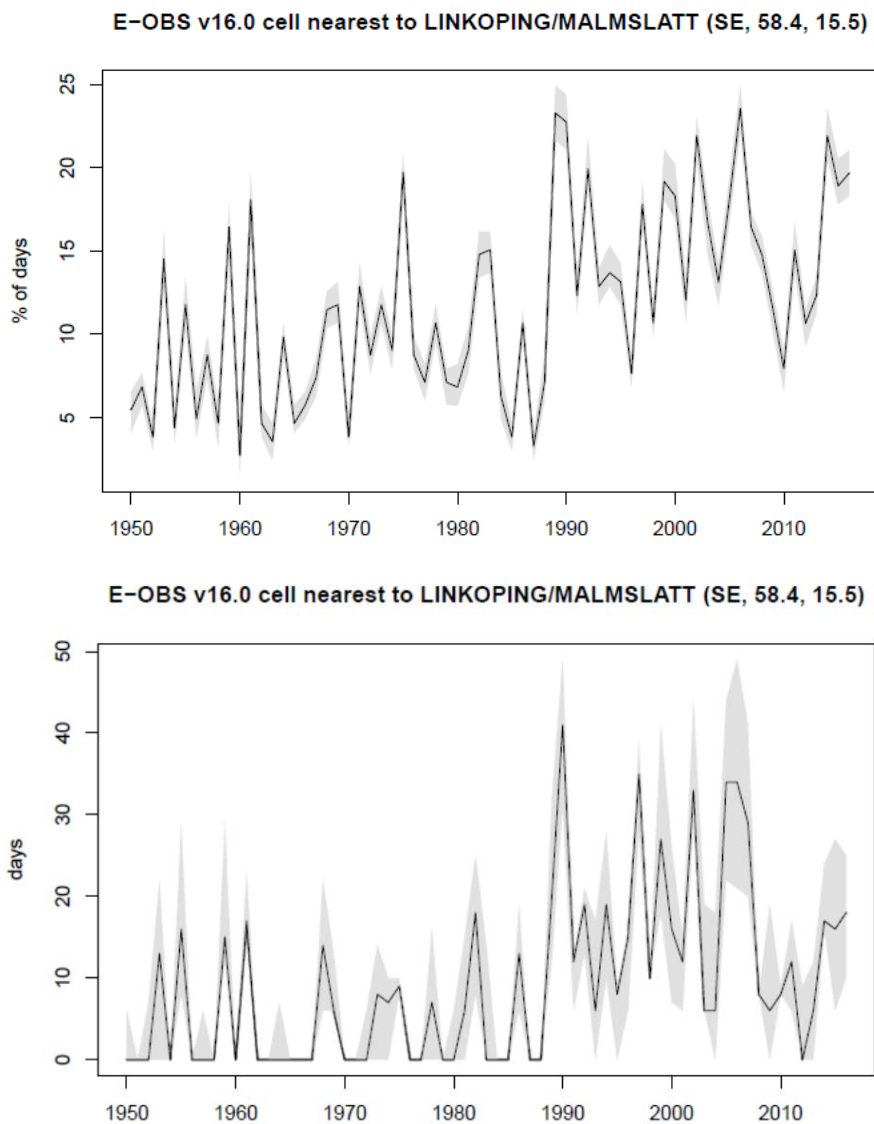 E−OBS v16.0 cell nearest to LINKOPING/MALMSLATT (SE, 58.4, 15.5)
25
20
15
10
5
% of days
1950 1960 1970 1980 1990 2000 2010
E−OBS v16.0 cell nearest to LINKOPING/MALMSLATT (SE, 58.4, 15.5)
50
40
30
20
10
0
days
1950 1960 1970 1980 1990 2000 2010